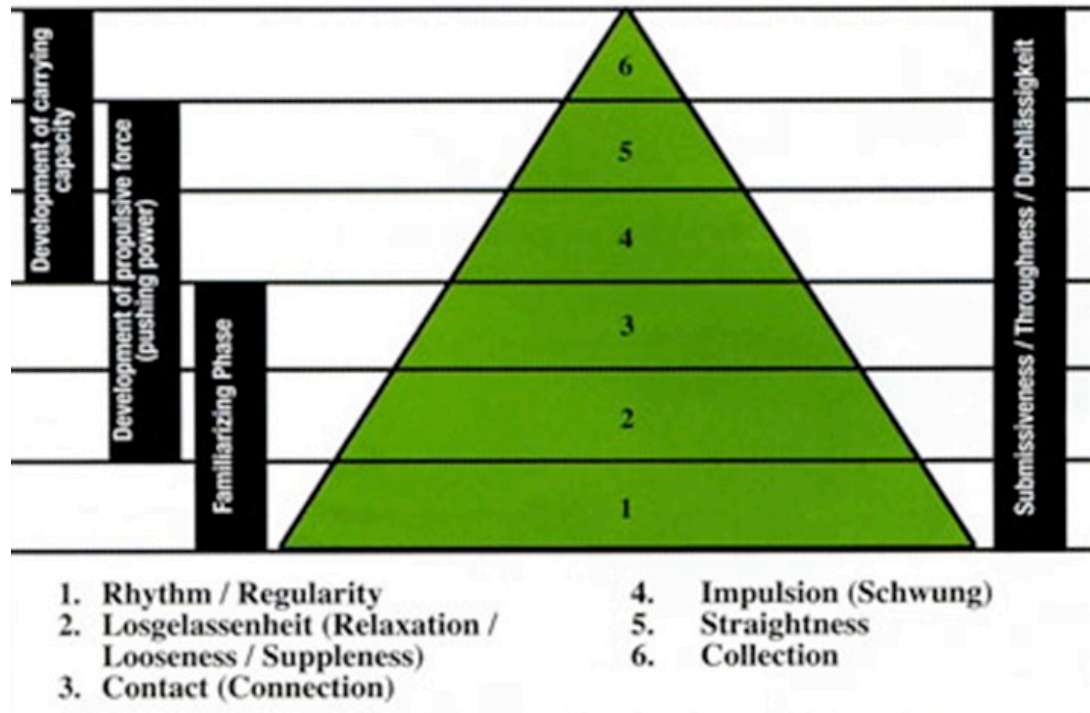 Development of carrying
capacity
Development of propulsive force
(pushing power)
Familiarizing Phase
6
5
4
3
2
1
Submissiveness / Throughness / Duchlässigkeit
1. Rhythm / Regularity
2. Losgelassenheit (Relaxation /
Looseness / Suppleness)
3. Contact (Connection)
4. Impulsion (Schwung)
5. Straightness
6. Collection